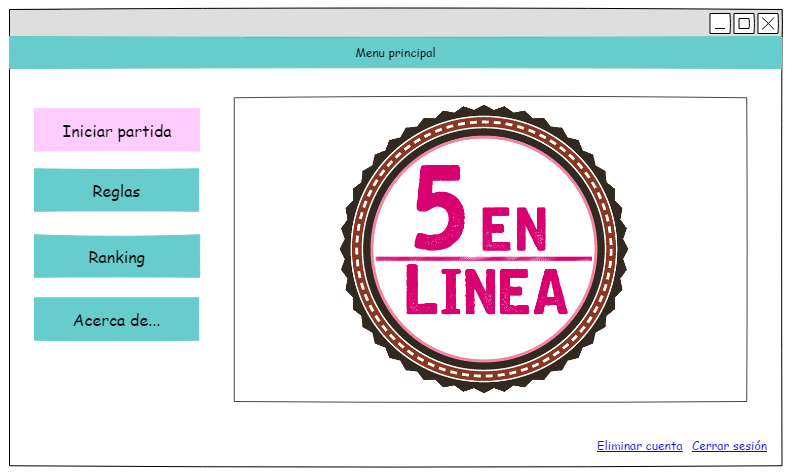 Menu principal
Iniciar partida
Reglas
Ranking
Acerca de...
5 EN
LINEA
Eliminar cuenta Cerrar sesión